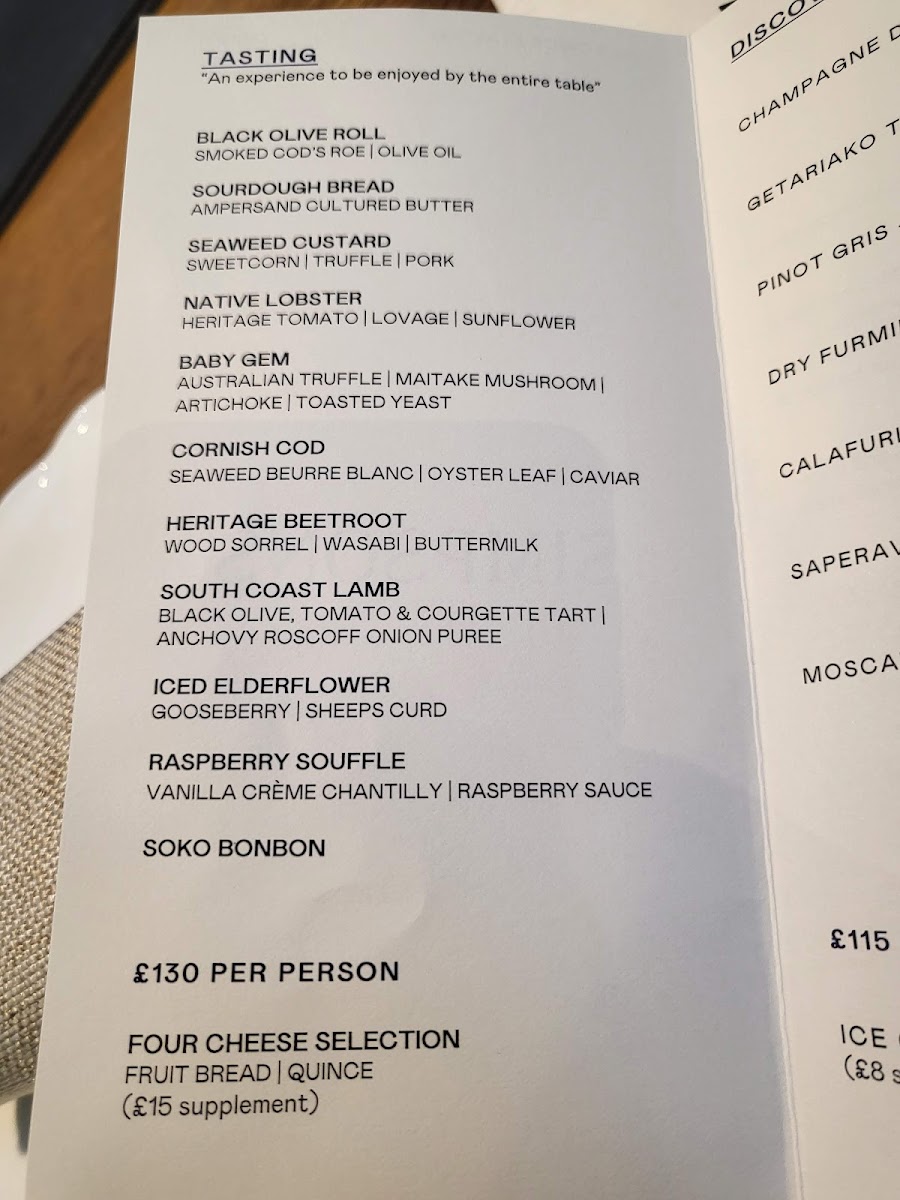 TASTING
"An experience to be enjoyed by the entire table"
BLACK OLIVE ROLL
SMOKED COD'S ROE | OLIVE OIL
SOURDOUGH BREAD
AMPERSAND CULTURED BUTTER
SEAWEED CUSTARD
SWEETCORN | TRUFFLE | PORK
NATIVE LOBSTER
HERITAGE TOMATO | LOVAGE | SUNFLOWER
BABY GEM
AUSTRALIAN TRUFFLE | MAITAKE MUSHROOM |
ARTICHOKE | TOASTED YEAST
CORNISH COD
SEAWEED BEURRE BLANC | OYSTER LEAF | CAVIAR
HERITAGE BEETROOT
WOOD SORREL | WASABI | BUTTERMILK
SOUTH COAST LAMB
BLACK OLIVE, TOMATO & COURGETTE TART |
ANCHOVY ROSCOFF ONION PUREE
ICED ELDERFLOWER
GOOSEBERRY | SHEEPS CURD
RASPBERRY SOUFFLE
VANILLA CRÈME CHANTILLY | RASPBERRY SAUCE
SOKO BONBON
£130 PER PERSON
FOUR CHEESE SELECTION
FRUIT BREAD | QUINCE
(£15 supplement)
CHAMPAGNE
GETARIAKO
PINOT GRIS
DRY
£115
ICE
(£8